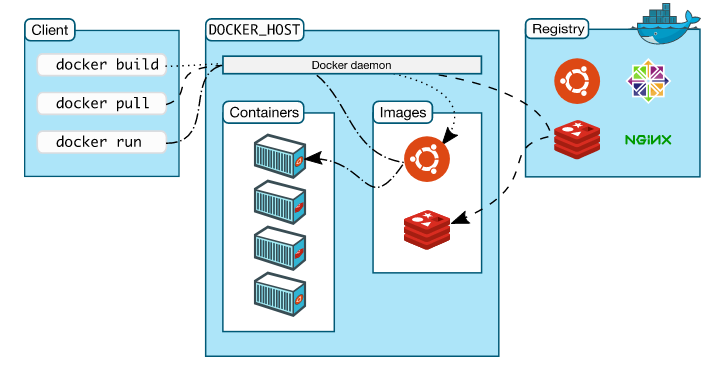 Client
docker build
docker pull
docker run
DOCKER_HOST
Docker daemon
Containers
Images
Registry
NGINX